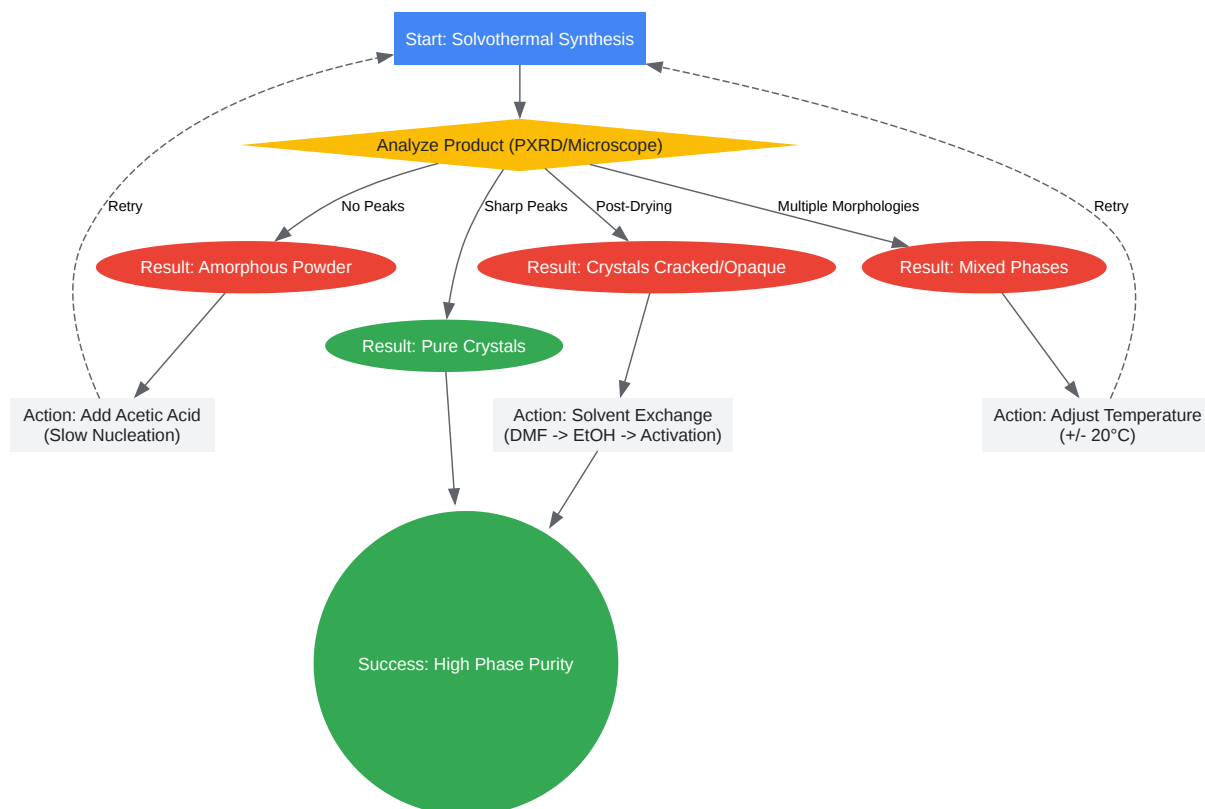 Start: Solvothermal Synthesis
Analyze Product (PXRD/Microscope)
Retry
No Peaks
Sharp Peaks
Post-Drying
Multiple Morphologies
Retry
Result: Amorphous Powder
Result: Crystals Cracked/Opaque
Result: Mixed Phases
Result: Pure Crystals
Action: Add Acetic Acid
(Slow Nucleation)
Action: Solvent Exchange
(DMF -> EtOH -> Activation)
Action: Adjust Temperature
(+/- 20°C)
Success: High Phase Purity